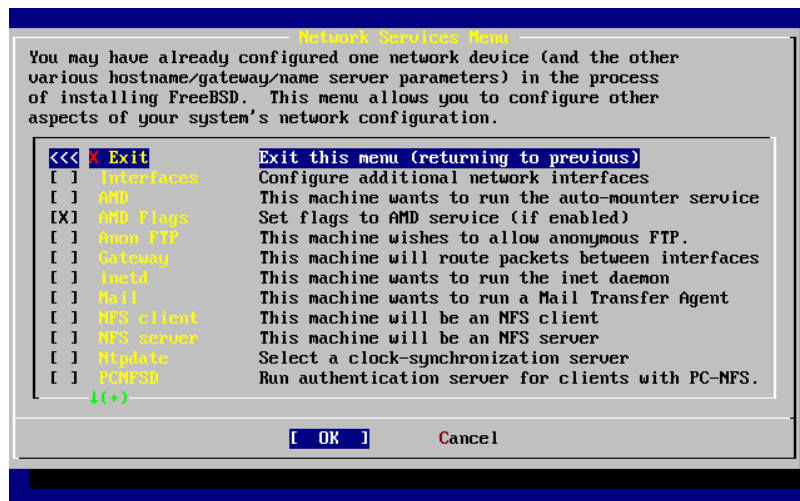 Network Services Menu
You may have already configured one network device (and the other
various hostname/gateway/name server parameters) in the process
of installing FreeBSD.  This menu allows you to configure other
aspects of your system's network configuration.
<<< X Exit Exit this menu (returning to previous)
[ ] Interfaces Configure additional network interfaces
[ ] AMD This machine wants to run the auto-mounter service
[X] AMD Flags Set flags to AMD service (if enabled)
[ ] Anon FTP This machine wishes to allow anonymous FTP.
[ ] Gateway This machine will route packets between interfaces
[ ] inetd This machine wants to run the inet daemon
[ ] Mail This machine wants to run a Mail Transfer Agent
[ ] NFS client This machine will be an NFS client
[ ] NFS server This machine will be an NFS server
[ ] Ntpdate Select a clock-synchronization server
[ ] PCNFSD Run authentication server for clients with PC-NFS.
↓(+)
[ OK ] Cancel